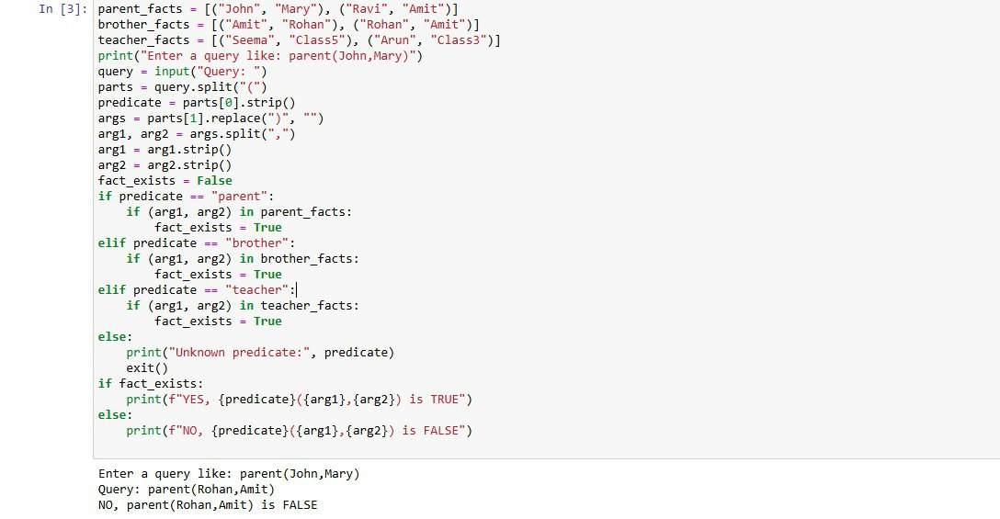 In [3]: parent_facts = [("John", "Mary"), ("Ravi", "Amit")]
brother_facts = [("Amit", "Rohan"), ("Rohan", "Amit")]
teacher_facts = [("Seema", "Class5"), ("Arun", "Class3")]
print("Enter a query like: parent(John,Mary)")
query = input("Query: ")
parts = query.split("(")
predicate = parts[0].strip()
args = parts[1].replace(")", "")
arg1, arg2 = args.split(",")
arg1 = arg1.strip()
arg2 = arg2.strip()
fact_exists = False
if predicate == "parent":
    if (arg1, arg2) in parent_facts:
        fact_exists = True
elif predicate == "brother":
    if (arg1, arg2) in brother_facts:
        fact_exists = True
elif predicate == "teacher":
    if (arg1, arg2) in teacher_facts:
        fact_exists = True
else:
    print("Unknown predicate:", predicate)
    exit()
if fact_exists:
    print(f"YES, {predicate}({arg1},{arg2}) is TRUE")
else:
    print(f"NO, {predicate}({arg1},{arg2}) is FALSE")
Enter a query like: parent(John,Mary)
Query: parent(Rohan,Amit)
NO, parent(Rohan,Amit) is FALSE